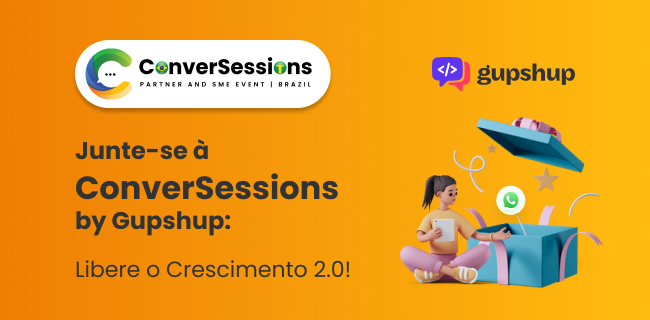 ConverSessions
PARTNER AND SME EVENT | BRAZIL
gupshup
Junte-se à
ConverSessions
by Gupshup:
Libere o Crescimento 2.0!